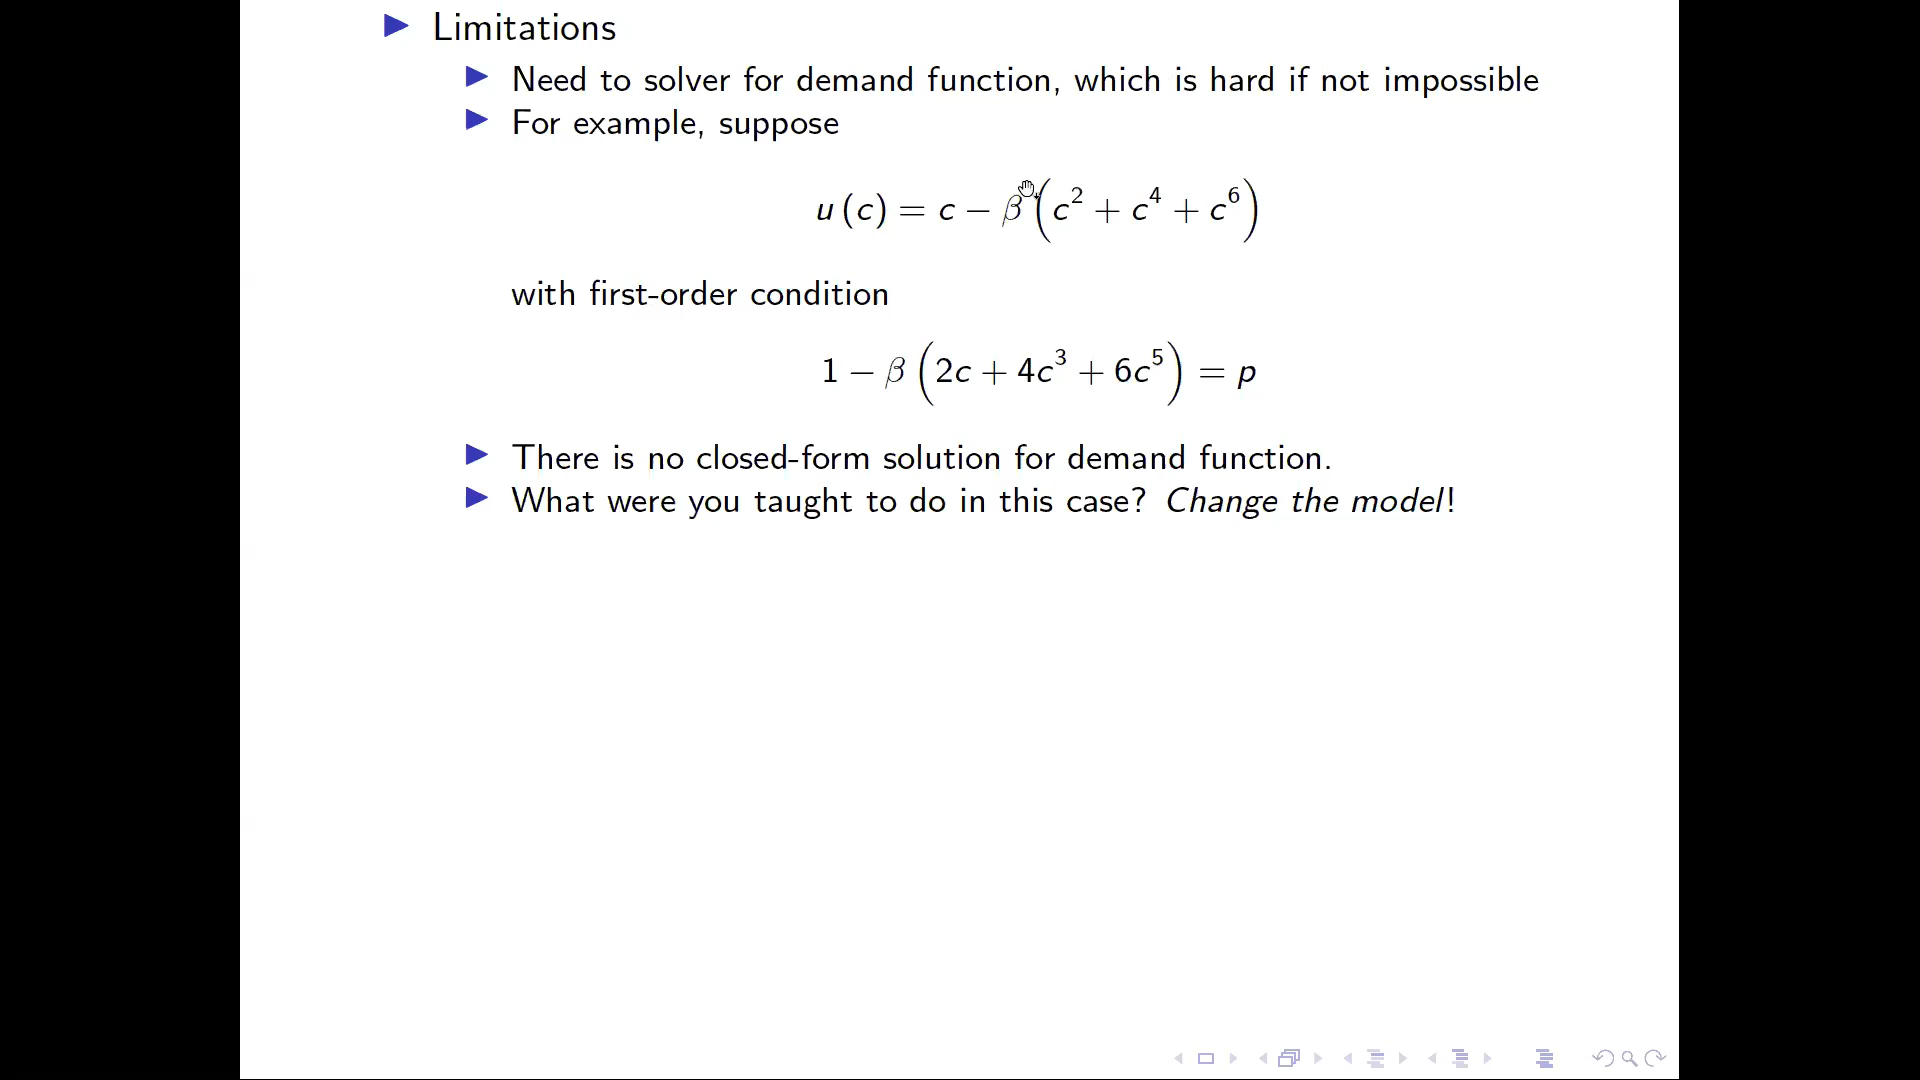 Limitations
Need to solver for demand function, which is hard if not impossible
For example, suppose
u (c) = c − β (c² + c⁴ + c⁶)
with first-order condition
1 − β (2c + 4c³ + 6c⁵) = p
There is no closed-form solution for demand function.
What were you taught to do in this case? Change the model!